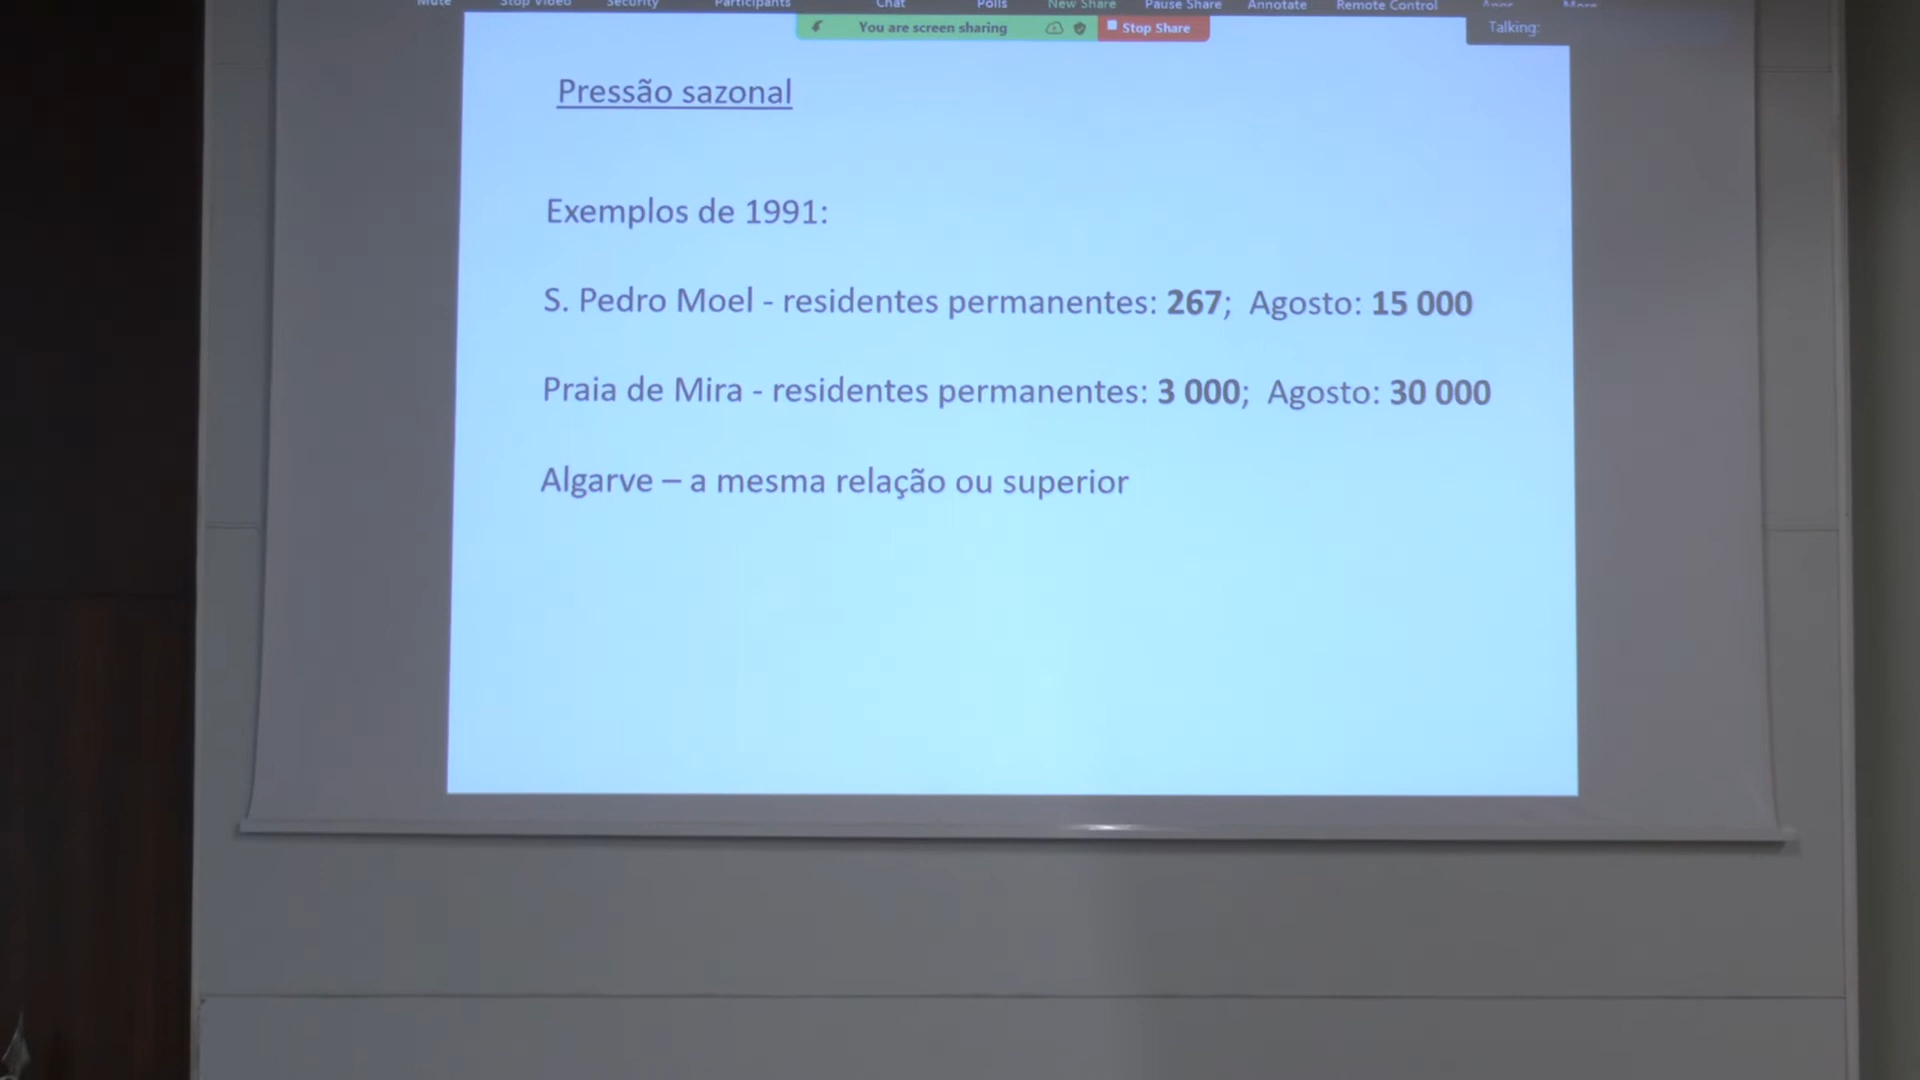 Mute Stop Video Security Participants Chat Polls New Share Pause Share Annotate Remote Control More
You are screen sharing Stop Share Talking:
Pressão sazonal
Exemplos de 1991:
S. Pedro Moel - residentes permanentes: 267; Agosto: 15 000
Praia de Mira - residentes permanentes: 3 000; Agosto: 30 000
Algarve – a mesma relação ou superior